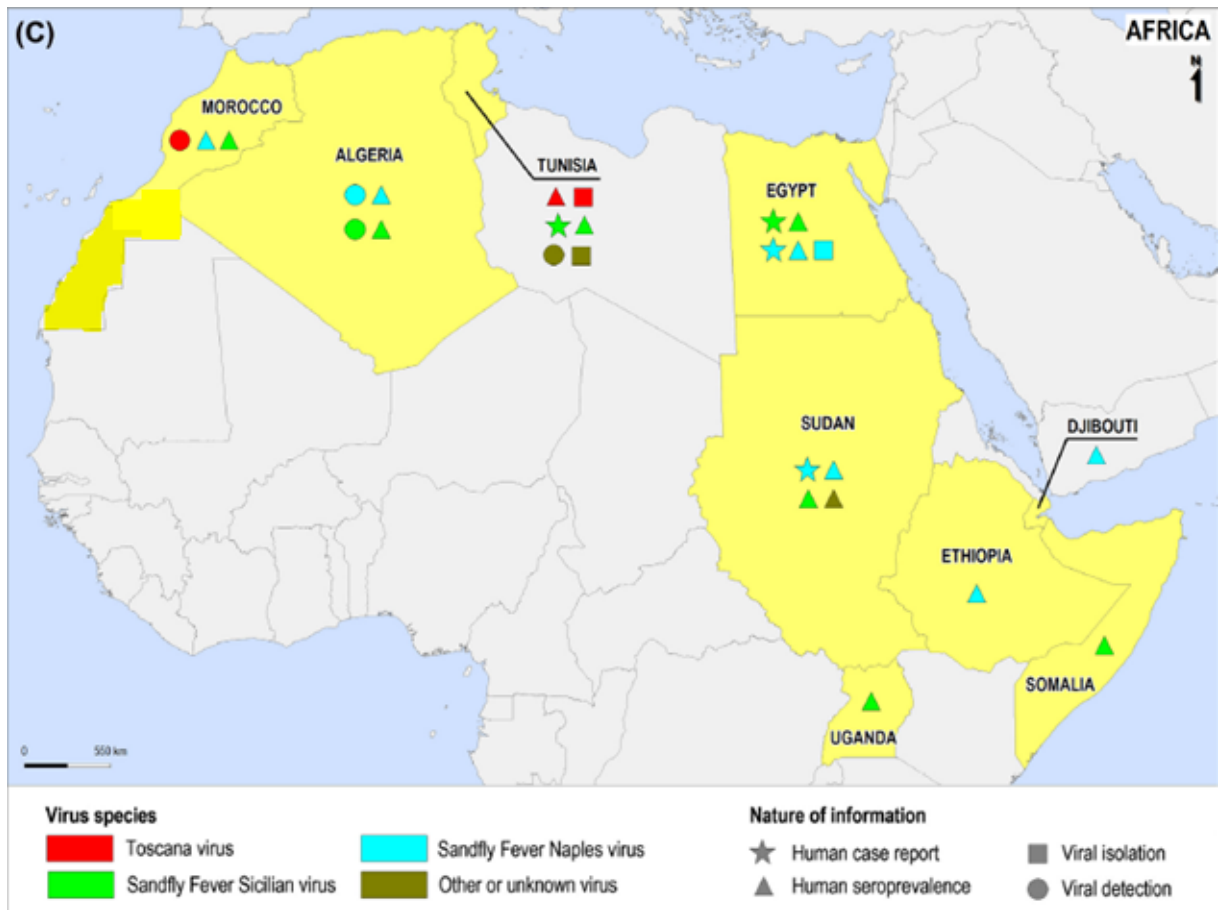 (C)
AFRICA
N
MOROCCO
ALGERIA
TUNISIA
EGYPT
SUDAN
DJIBOUTI
ETHIOPIA
SOMALIA
UGANDA
0 550 km
Virus species
Toscana virus
Sandfly Fever Sicilian virus
Sandfly Fever Naples virus
Other or unknown virus
Nature of information
Human case report
Human seroprevalence
Viral isolation
Viral detection